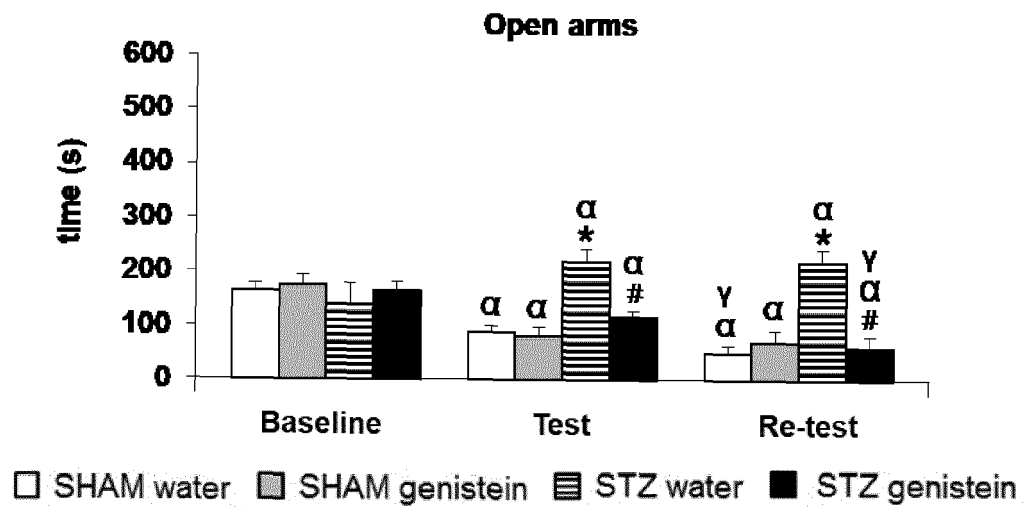 Open arms
600
500
400
300
200
100
0
time (s)
α
α
α
*
α
#
γ
α
α
α
*
γ
α
#
Baseline Test Re-test
SHAM water SHAM genistein STZ water STZ genistein